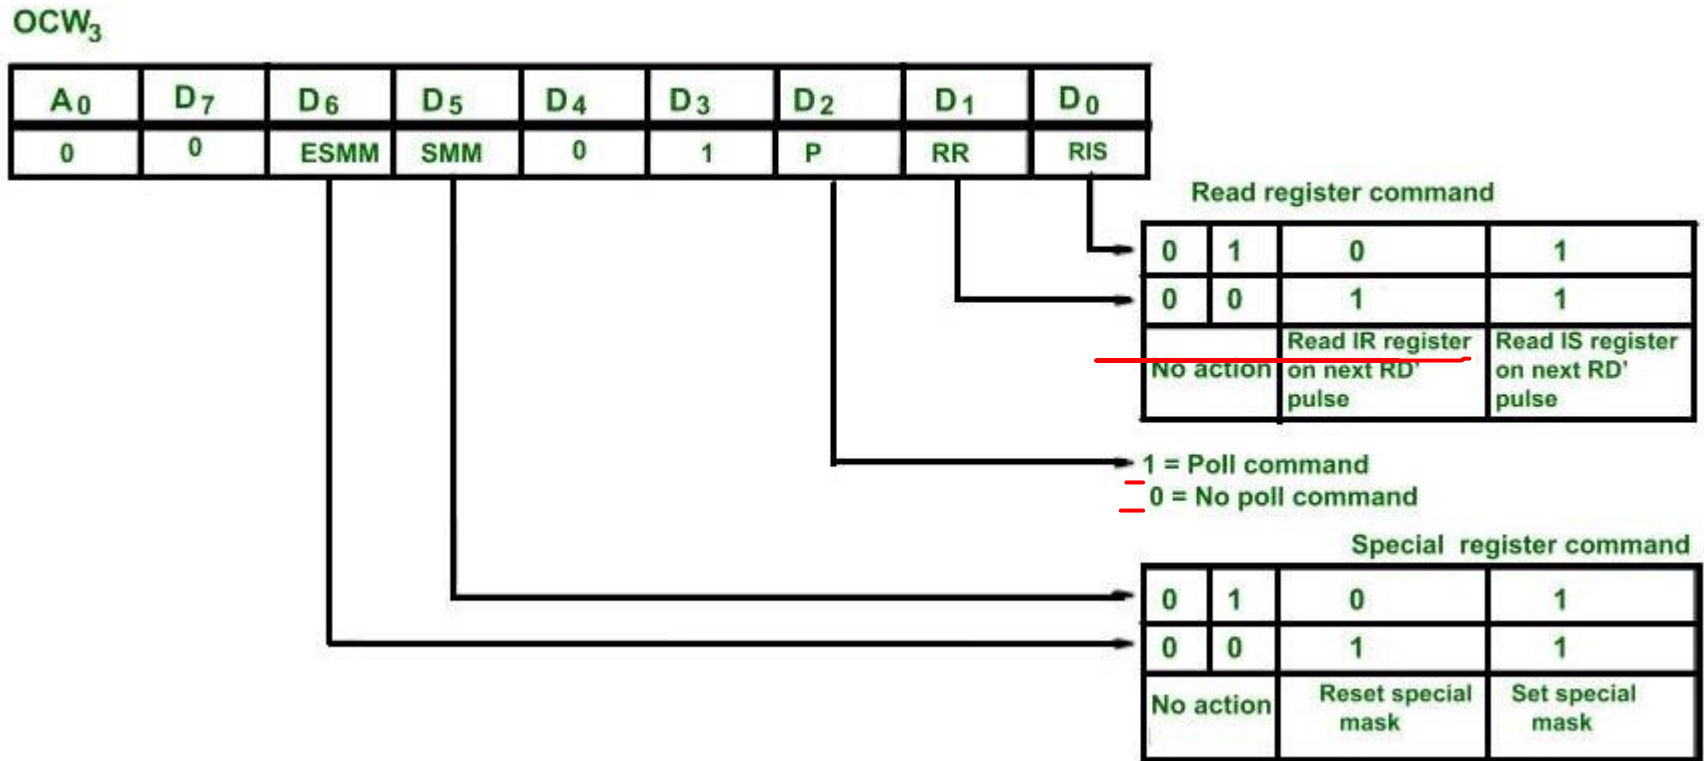 OCW3
A0 D7 D6 D5 D4 D3 D2 D1 D0
0 0 ESMM SMM 0 1 P RR RIS
Read register command
0 1 0 1
0 0 1 1
No action
Read IR register
on next RD'
pulse
Read IS register
on next RD'
pulse
1 = Poll command
0 = No poll command
Special register command
0 1 0 1
0 0 1 1
No action
Reset special
mask
Set special
mask